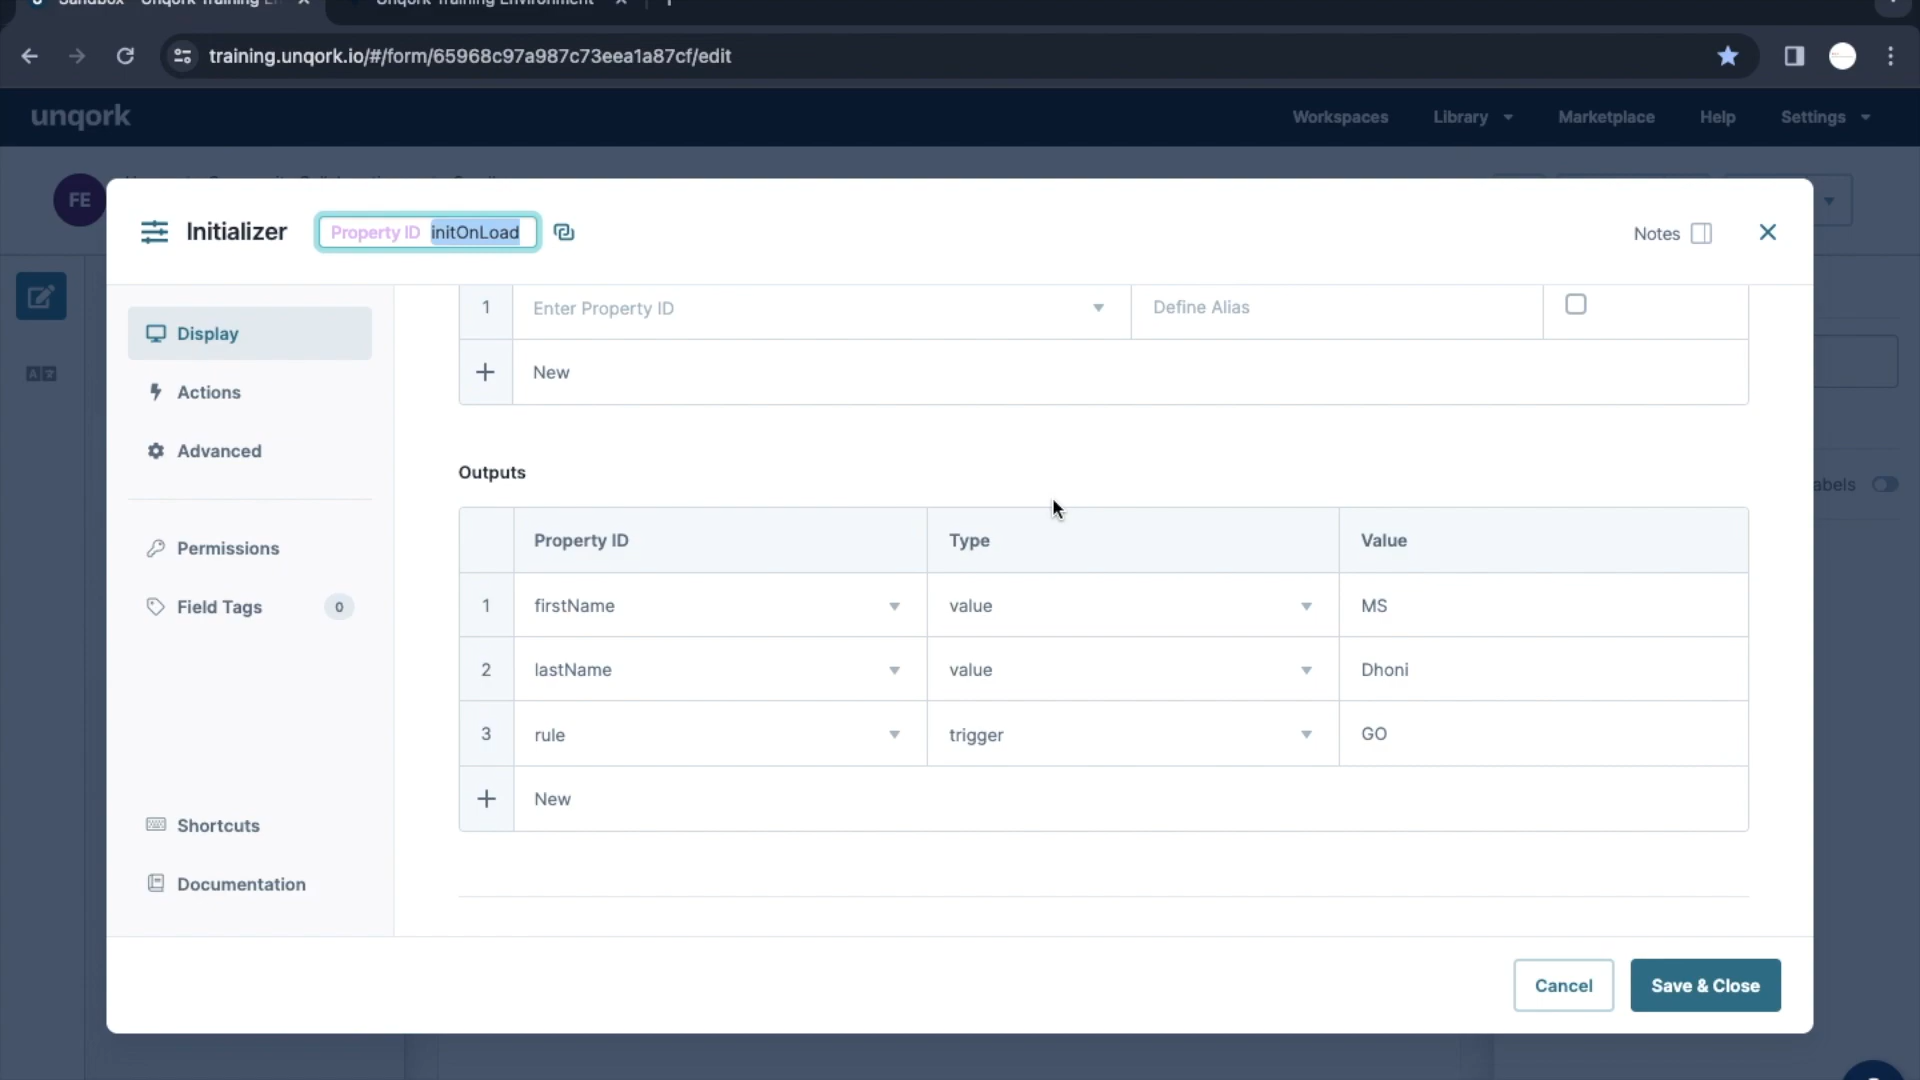 training.unqork.io/#/form/65968c97a987c73eea1a87cf/edit
unqork
Workspaces
Library
Marketplace
Help
Settings
FE
Initializer
Property ID initOnLoad
Notes
Display
Actions
Advanced
Permissions
Field Tags 0
Shortcuts
Documentation
1 Enter Property ID Define Alias
+ New
Outputs
Property ID Type Value
1 firstName value MS
2 lastName value Dhoni
3 rule trigger GO
+ New
abels
Cancel
Save & Close